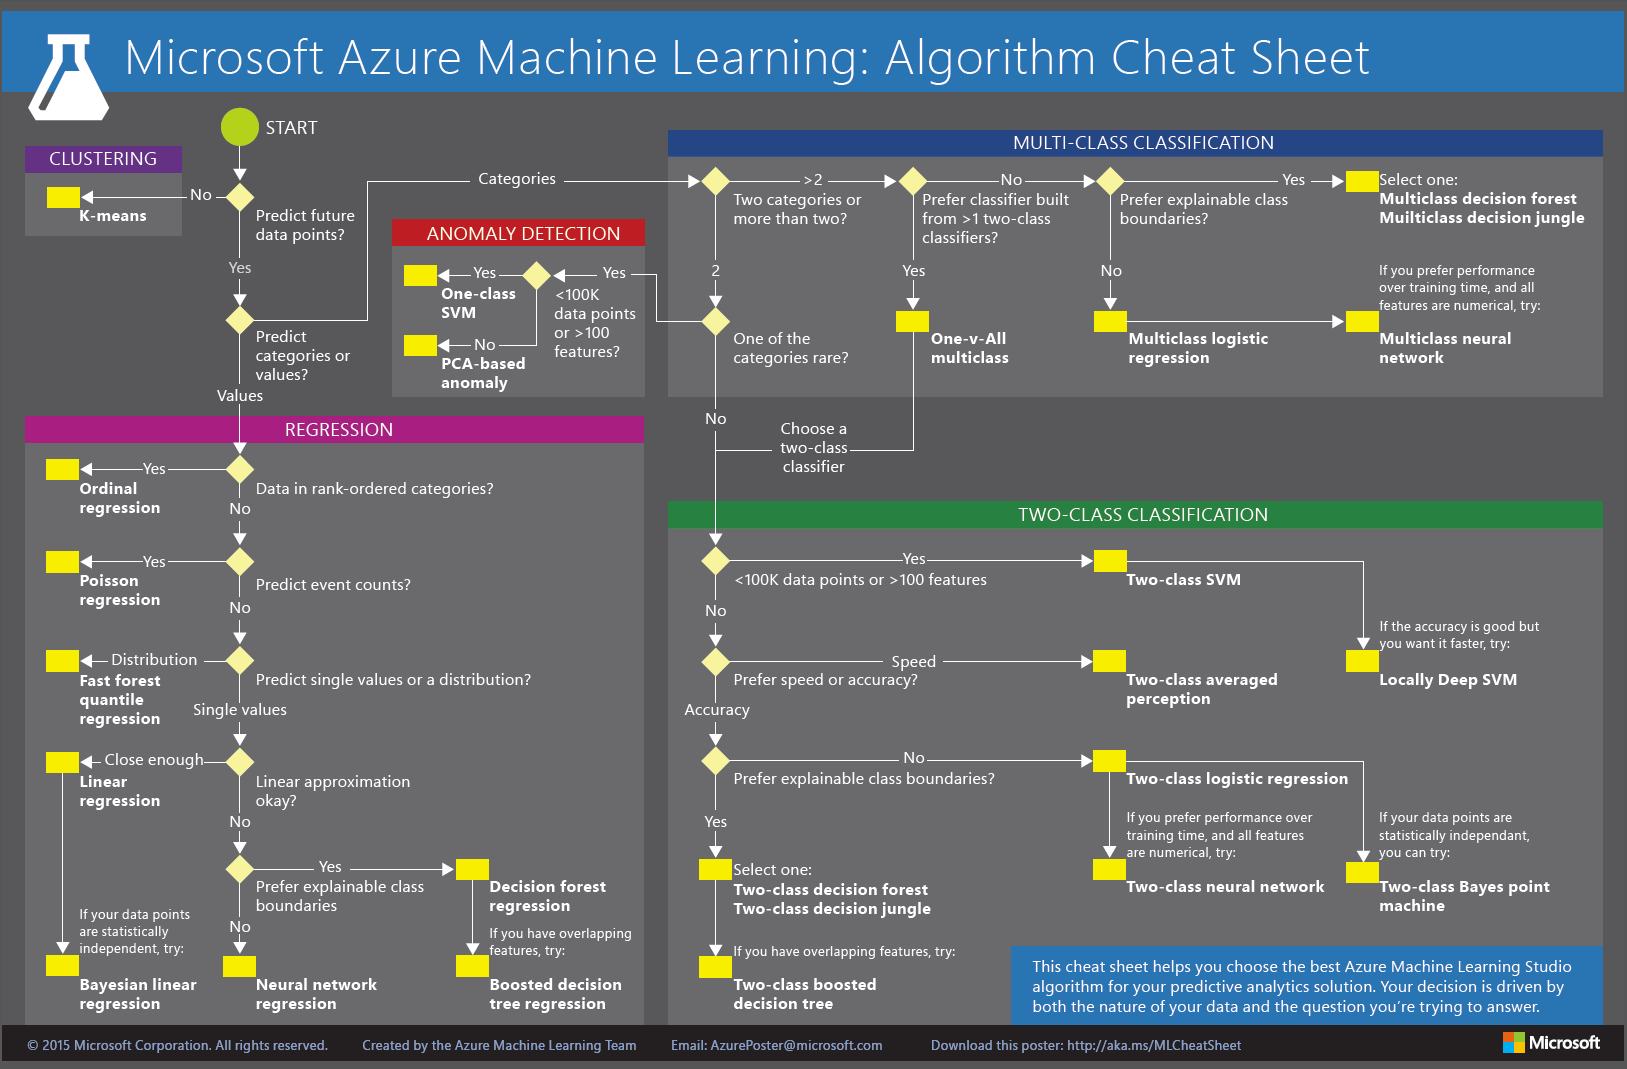 Microsoft Azure Machine Learning: Algorithm Cheat Sheet
START
CLUSTERING
No
K-means
Predict future
data points?
Yes
Predict
categories or
values?
Values
Categories
ANOMALY DETECTION
Yes
One-class
SVM
Yes
<100K
data points
or >100
features?
No
PCA-based
anomaly
MULTI-CLASS CLASSIFICATION
>2
Two categories or
more than two?
No
Prefer classifier built
from >1 two-class
classifiers?
Yes
Prefer explainable class
boundaries?
Select one:
Multiclass decision forest
Muilticlass decision jungle
2
Yes
No
If you prefer performance
over training time, and all
features are numerical, try:
One of the
categories rare?
One-v-All
multiclass
Multiclass logistic
regression
Multiclass neural
network
No
Choose a
two-class
classifier
REGRESSION
Yes
Ordinal
regression
Data in rank-ordered categories?
No
Yes
Poisson
regression
Predict event counts?
No
Distribution
Fast forest
quantile
regression
Predict single values or a distribution?
Single values
Close enough
Linear
regression
Linear approximation
okay?
No
Yes
Prefer explainable class
boundaries
Decision forest
regression
No
If your data points
are statistically
independent, try:
If you have overlapping
features, try:
Bayesian linear
regression
Neural network
regression
Boosted decision
tree regression
TWO-CLASS CLASSIFICATION
Yes
<100K data points or >100 features
Two-class SVM
No
If the accuracy is good but
you want it faster, try:
Locally Deep SVM
Speed
Prefer speed or accuracy?
Two-class averaged
perception
Accuracy
No
Prefer explainable class boundaries?
Two-class logistic regression
Yes
If you prefer performance over
training time, and all features
are numerical, try:
If your data points are
statistically independant,
you can try:
Select one:
Two-class decision forest
Two-class decision jungle
Two-class neural network
Two-class Bayes point
machine
If you have overlapping features, try:
Two-class boosted
decision tree
This cheat sheet helps you choose the best Azure Machine Learning Studio
algorithm for your predictive analytics solution. Your decision is driven by
both the nature of your data and the question you're trying to answer.
© 2015 Microsoft Corporation. All rights reserved.
Created by the Azure Machine Learning Team
Email: AzurePoster@microsoft.com
Download this poster: http://aka.ms/MLCheatSheet
Microsoft